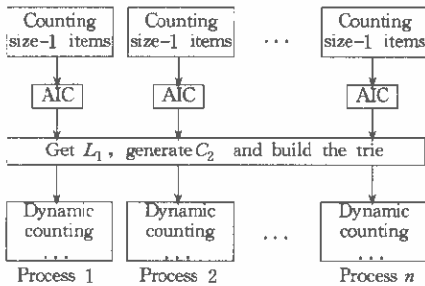 Counting Counting Counting
size-1 items size-1 items ... size-1 items
AIC AIC AIC
Get L₁, generate C₂ and build the trie
Dynamic Dynamic Dynamic
counting counting ... counting
... ... ...
Process 1 Process 2 Process n